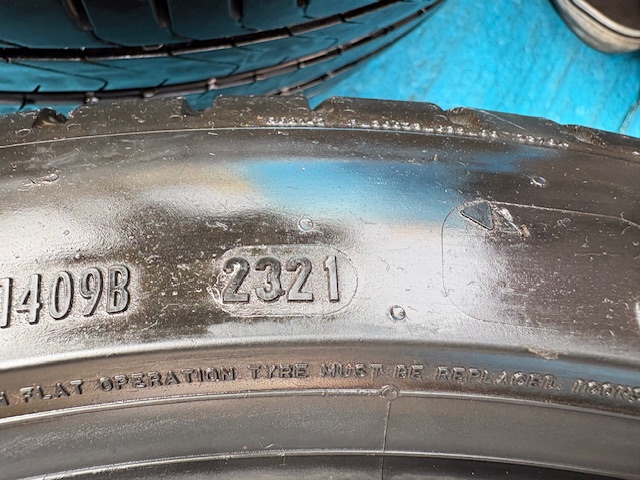 1409B 2321
FLAT OPERATION TYRE MUST BE REPLACED